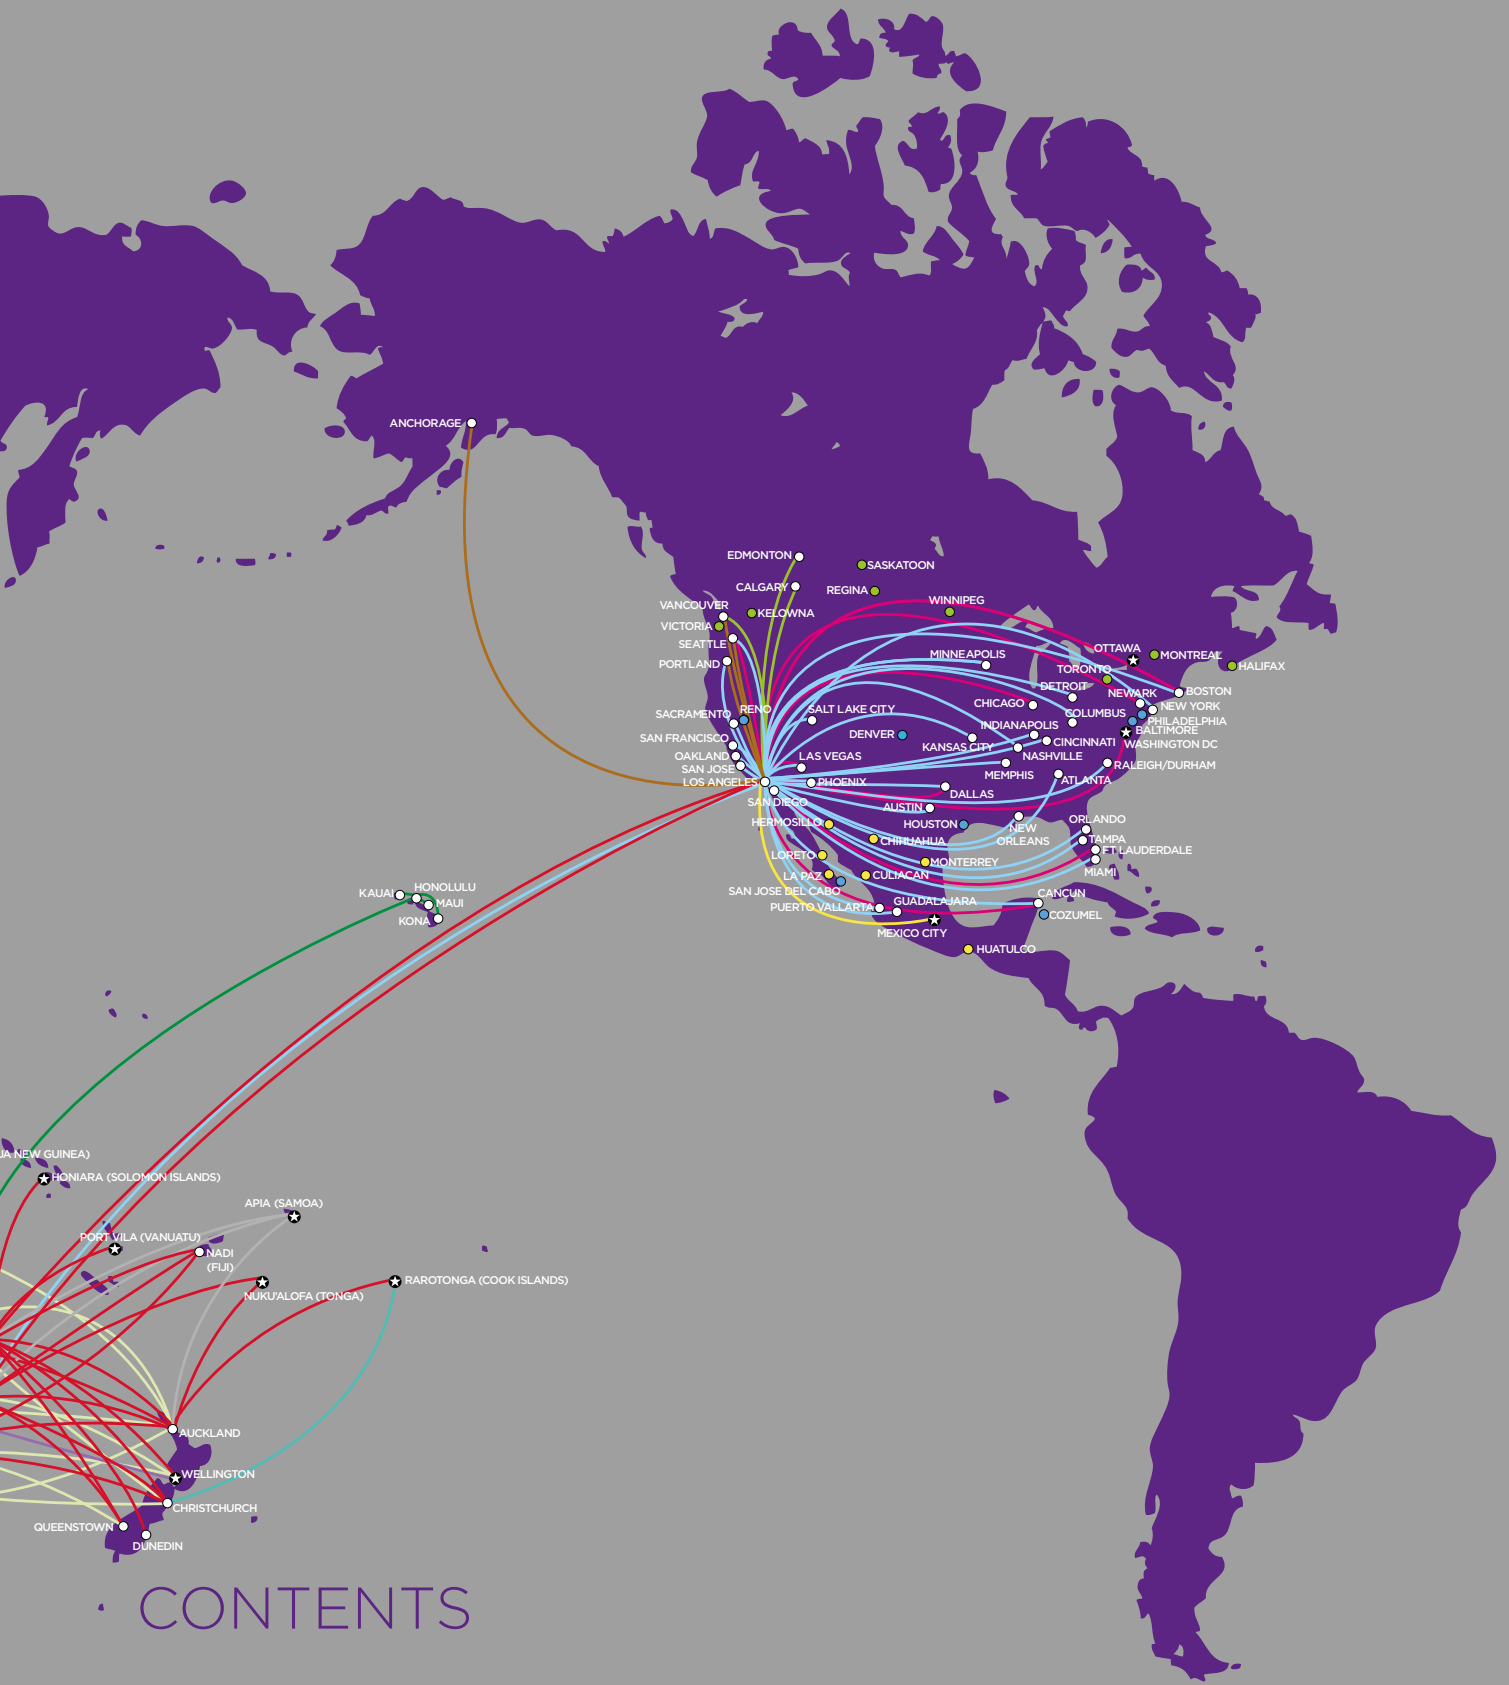 ANCHORAGE
EDMONTON
SASKATOON
CALGARY
REGINA
WINNIPEG
VANCOUVER
KELOWNA
VICTORIA
SEATTLE
PORTLAND
MINNEAPOLIS
OTTAWA
MONTREAL
HALIFAX
TORONTO
DETROIT
NEWARK
BOSTON
CHICAGO
NEW YORK
SACRAMENTO
RENO
SALT LAKE CITY
COLUMBUS
PHILADELPHIA
INDIANAPOLIS
BALTIMORE
SAN FRANCISCO
DENVER
KANSAS CITY
CINCINNATI
WASHINGTON DC
OAKLAND
LAS VEGAS
NASHVILLE
SAN JOSE
MEMPHIS
RALEIGH/DURHAM
LOS ANGELES
PHOENIX
ATLANTA
DALLAS
SAN DIEGO
AUSTIN
HERMOSILLO
HOUSTON
NEW
ORLEANS
ORLANDO
CHIHUAHUA
TAMPA
FT LAUDERDALE
LORETO
MONTERREY
MIAMI
LA PAZ
CULIACAN
SAN JOSE DEL CABO
CANCUN
PUERTO VALLARTA
GUADALAJARA
COZUMEL
MEXICO CITY
HUATULCO
KAUAI
HONOLULU
MAUI
KONA
UA NEW GUINEA)
HONIARA (SOLOMON ISLANDS)
APIA (SAMOA)
PORT VILA (VANUATU)
NADI
(FIJI)
NUKU'ALOFA (TONGA)
RAROTONGA (COOK ISLANDS)
AUCKLAND
WELLINGTON
CHRISTCHURCH
QUEENSTOWN
DUNEDIN
CONTENTS